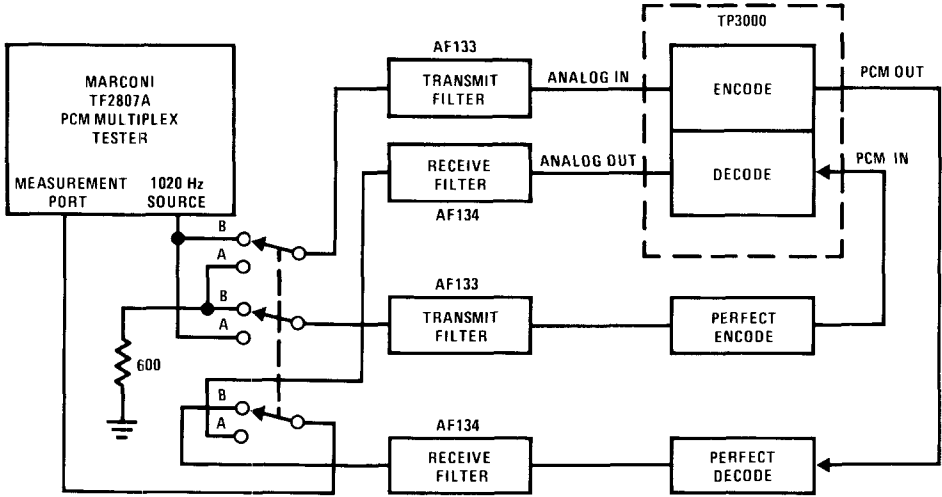 TP3000
MARCONI
TF2807A
PCM MULTIPLEX
TESTER
MEASUREMENT
PORT
1020 Hz
SOURCE
AF133
TRANSMIT
FILTER
ANALOG IN
ENCODE
PCM OUT
RECEIVE
FILTER
AF134
ANALOG OUT
DECODE
PCM IN
B
A
B
A
600
AF133
TRANSMIT
FILTER
PERFECT
ENCODE
B
A
AF134
RECEIVE
FILTER
PERFECT
DECODE